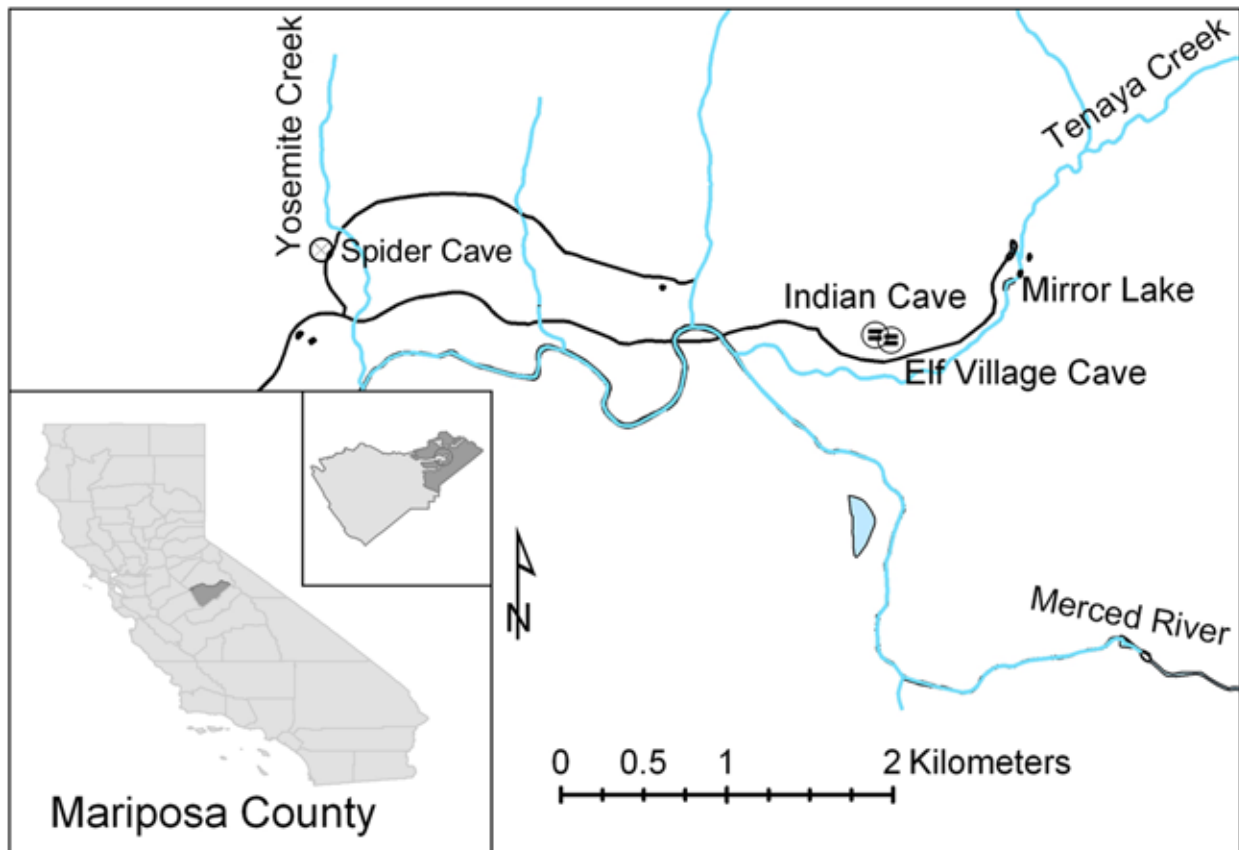 Yosemite Creek
Tenaya Creek
Spider Cave
Indian Cave
Mirror Lake
Elf Village Cave
N
Merced River
0 0.5 1 2 Kilometers
Mariposa County